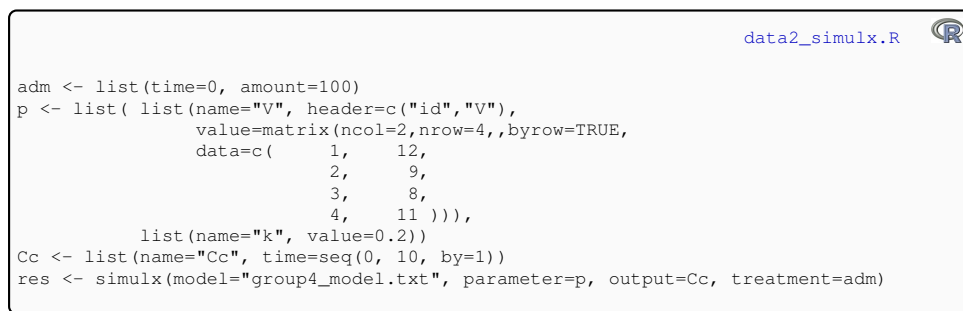 data2_simulx.R R
adm <- list(time=0, amount=100)
p <- list( list(name="V", header=c("id","V"),
value=matrix(ncol=2,nrow=4,,byrow=TRUE,
data=c( 1, 12,
2, 9,
3, 8,
4, 11 ))),
list(name="k", value=0.2))
Cc <- list(name="Cc", time=seq(0, 10, by=1))
res <- simulx(model="group4_model.txt", parameter=p, output=Cc, treatment=adm)